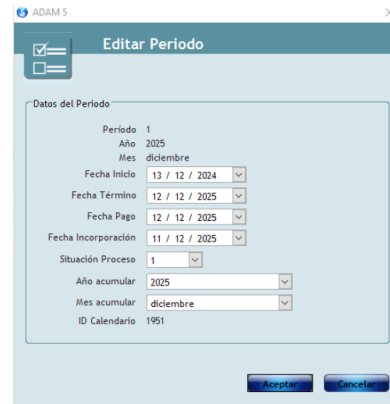 ADAM 5
Editar Periodo
Datos del Periodo
Período 1
Año 2025
Mes diciembre
Fecha Inicio 13 / 12 / 2024
Fecha Término 12 / 12 / 2025
Fecha Pago 12 / 12 / 2025
Fecha Incorporación 11 / 12 / 2025
Situación Proceso 1
Año acumular 2025
Mes acumular diciembre
ID Calendario 1951
Aceptar Cancelar